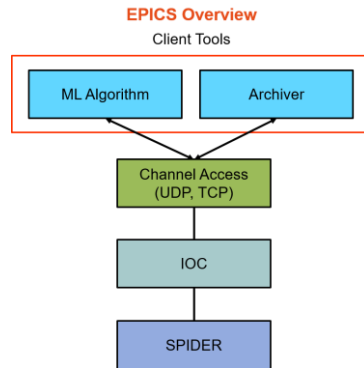 EPICS Overview
Client Tools
ML Algorithm
Archiver
Channel Access
(UDP, TCP)
IOC
SPIDER